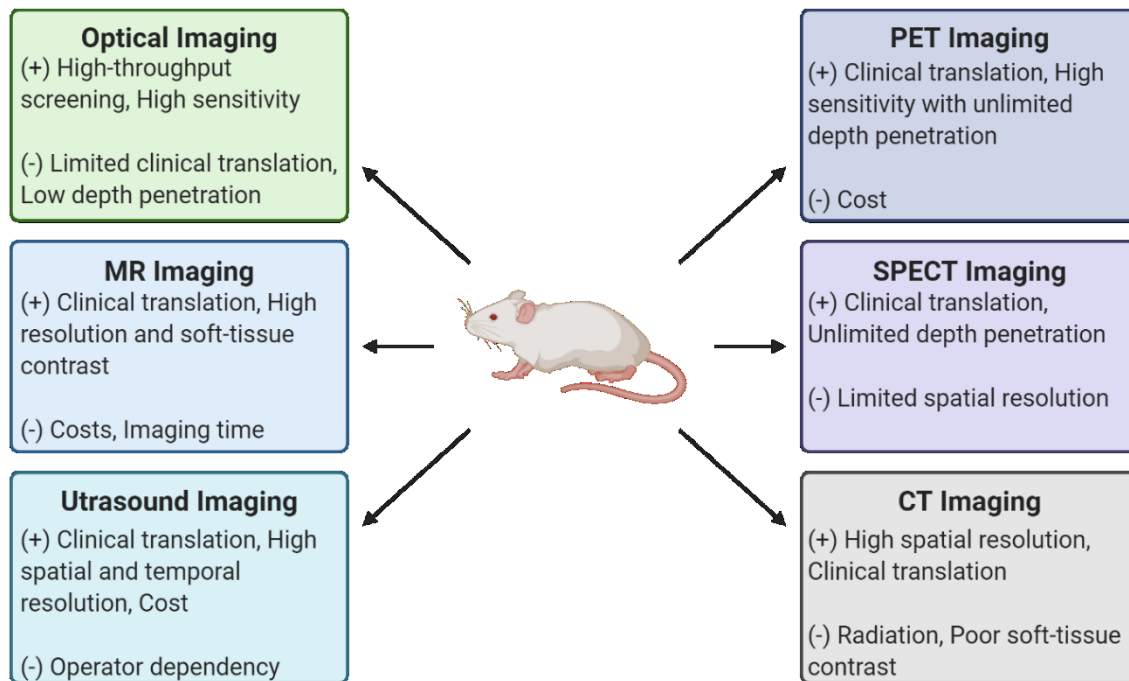 Optical Imaging
(+) High-throughput
screening, High sensitivity
(-) Limited clinical translation,
Low depth penetration
MR Imaging
(+) Clinical translation, High
resolution and soft-tissue
contrast
(-) Costs, Imaging time
Utrasound Imaging
(+) Clinical translation, High
spatial and temporal
resolution, Cost
(-) Operator dependency
PET Imaging
(+) Clinical translation, High
sensitivity with unlimited
depth penetration
(-) Cost
SPECT Imaging
(+) Clinical translation,
Unlimited depth penetration
(-) Limited spatial resolution
CT Imaging
(+) High spatial resolution,
Clinical translation
(-) Radiation, Poor soft-tissue
contrast